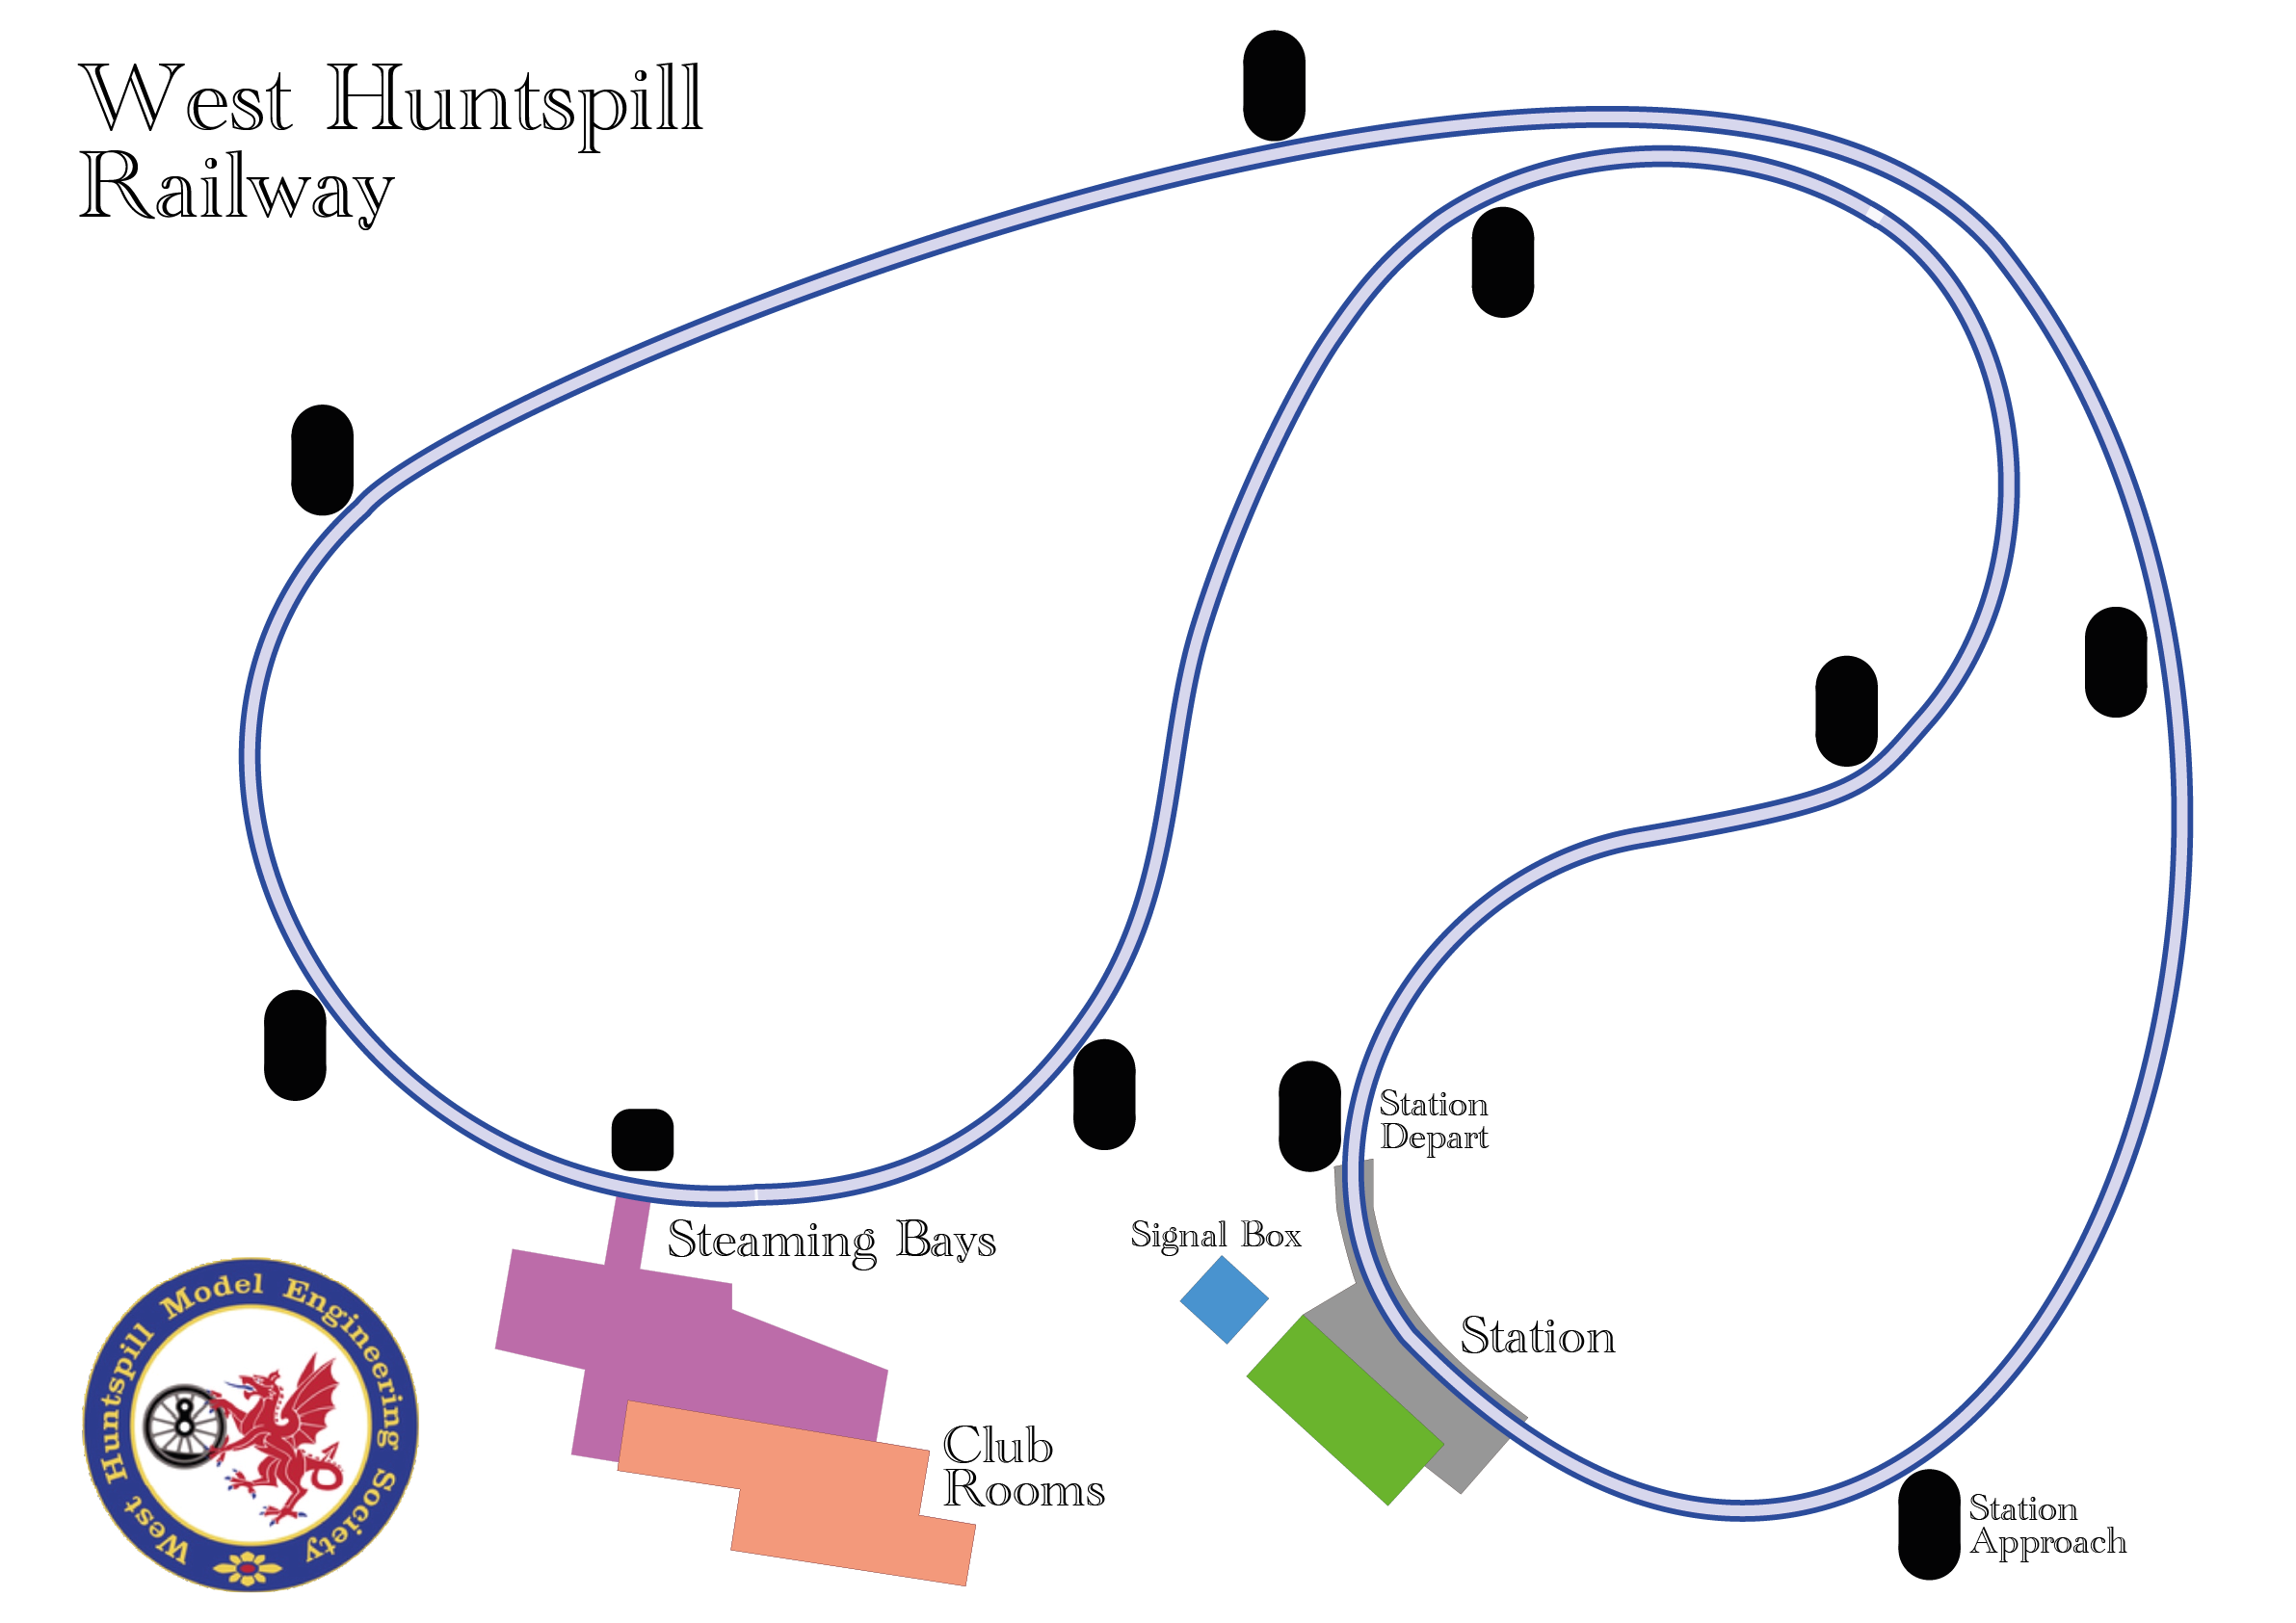 West Huntspill
Railway
Station
Depart
Signal Box
Steaming Bays
Station
Club
Rooms
Station
Approach
West Huntspill Model Engineering Society